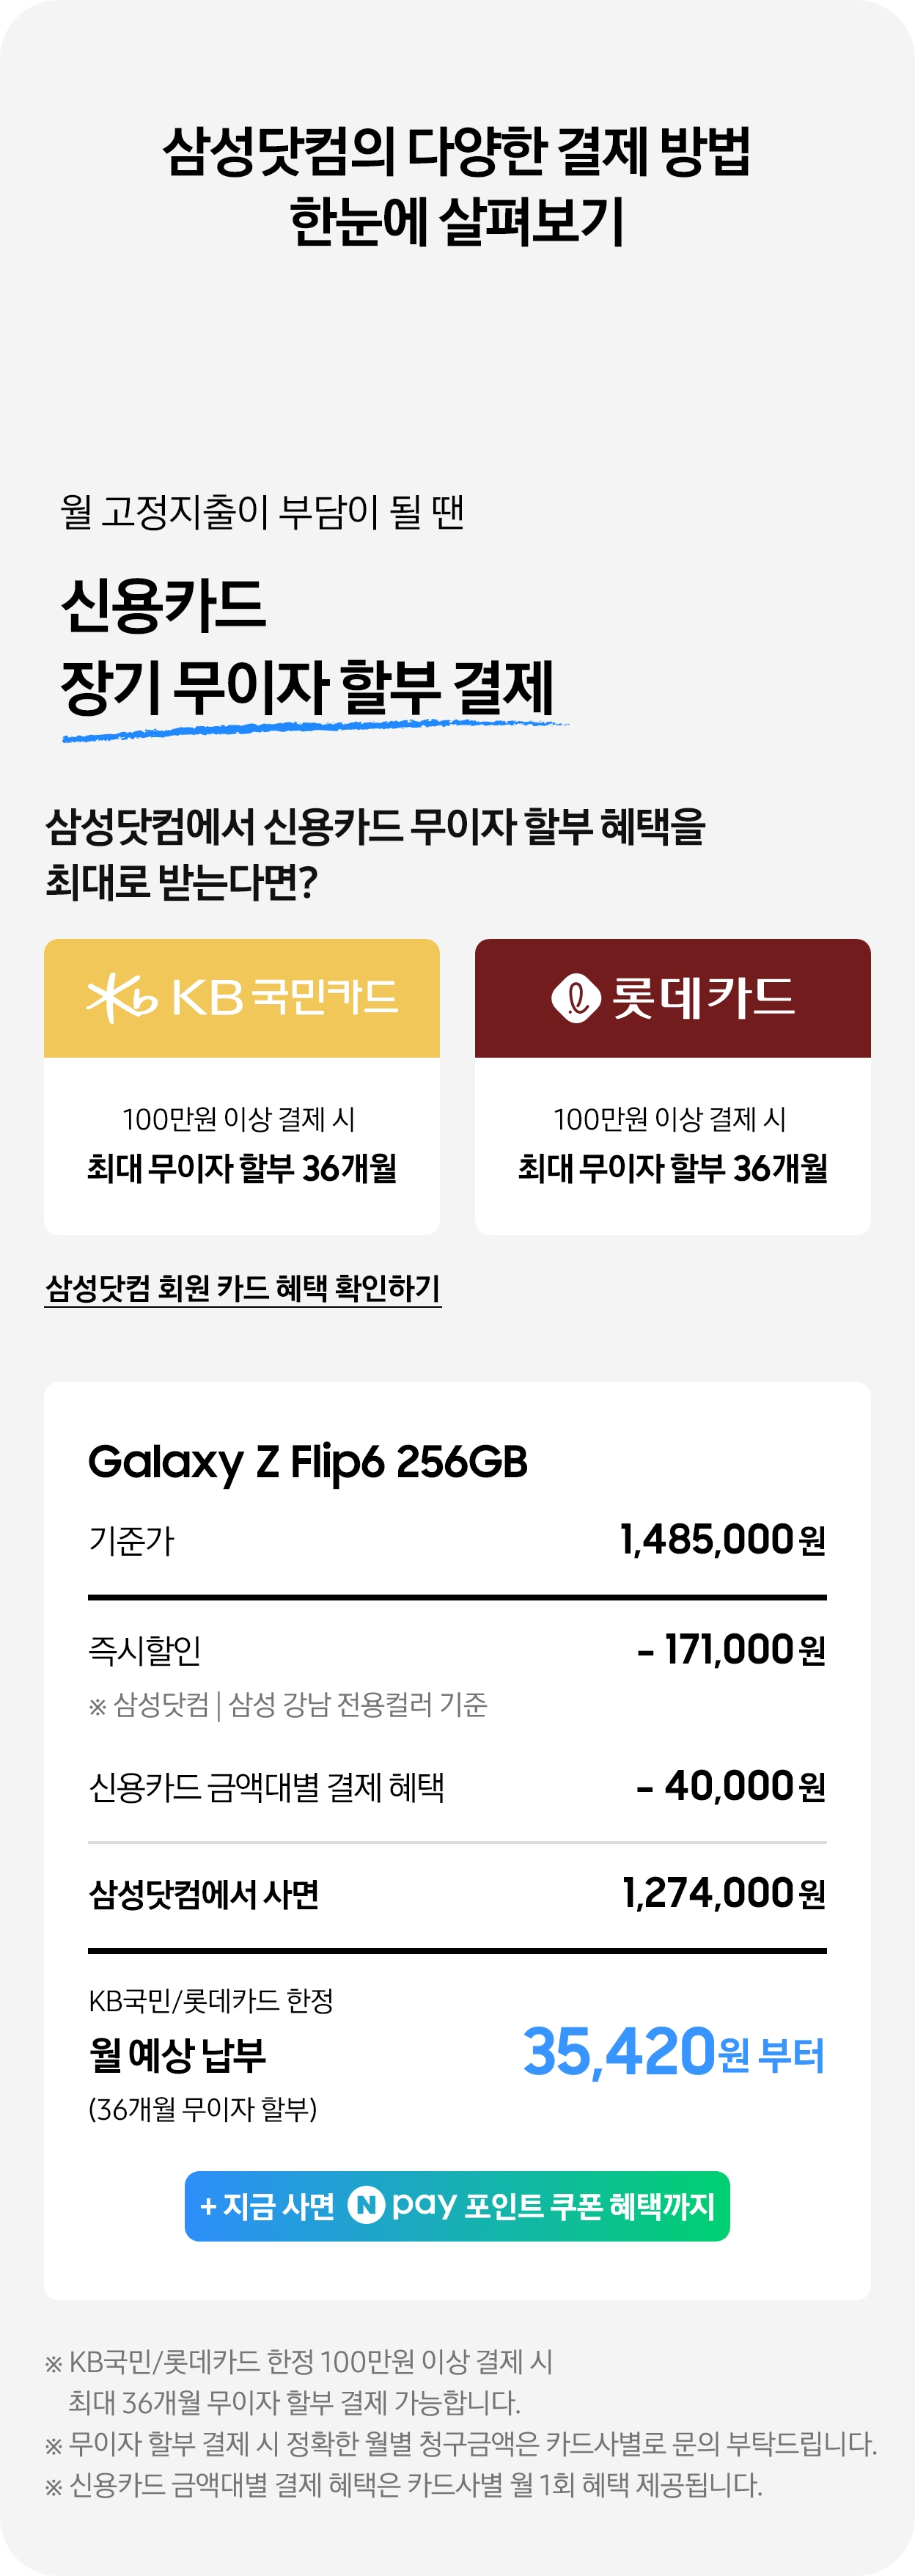 삼성닷컴의 다양한 결제 방법
한눈에 살펴보기
월 고정지출이 부담이 될 땐
신용카드
장기 무이자 할부 결제
삼성닷컴에서 신용카드 무이자 할부 혜택을
최대로 받는다면?
KB국민카드
롯데카드
100만원 이상 결제 시
최대 무이자 할부 36개월
100만원 이상 결제 시
최대 무이자 할부 36개월
삼성닷컴 회원 카드 혜택 확인하기
Galaxy Z Flip6 256GB
기준가 1,485,000원
즉시할인 - 171,000원
※ 삼성닷컴 | 삼성 강남 전용컬러 기준
신용카드 금액대별 결제 혜택 - 40,000원
삼성닷컴에서 사면 1,274,000원
KB국민/롯데카드 한정
월 예상 납부 35,420원 부터
(36개월 무이자 할부)
+ 지금 사면 N pay 포인트 쿠폰 혜택까지
※ KB국민/롯데카드 한정 100만원 이상 결제 시
최대 36개월 무이자 할부 결제 가능합니다.
※ 무이자 할부 결제 시 정확한 월별 청구금액은 카드사별로 문의 부탁드립니다.
※ 신용카드 금액대별 결제 혜택은 카드사별 월 1회 혜택 제공됩니다.